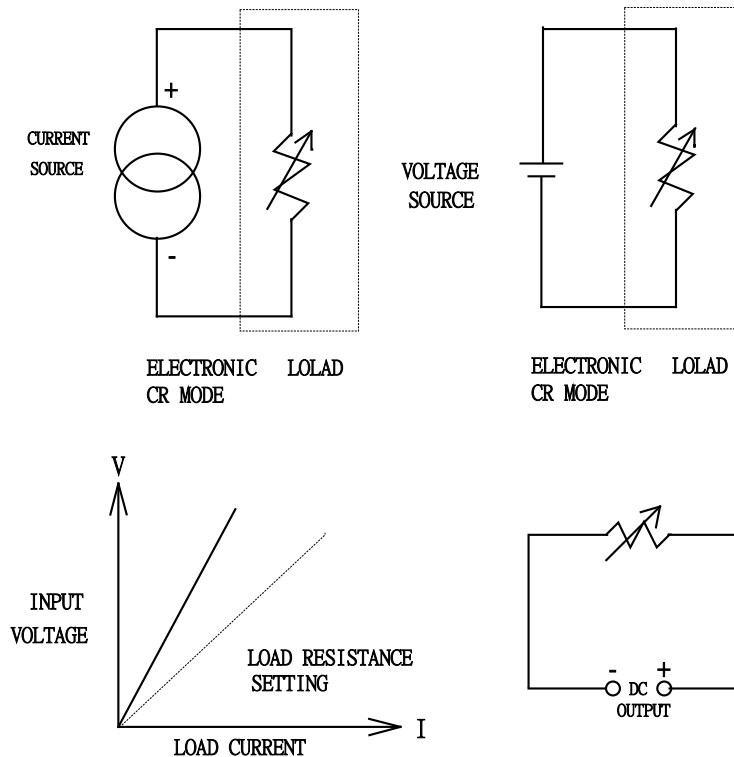 +
CURRENT
SOURCE
-
ELECTRONIC LOLAD
CR MODE
VOLTAGE
SOURCE
ELECTRONIC LOLAD
CR MODE
V
INPUT
VOLTAGE
LOAD RESISTANCE
SETTING
I
LOAD CURRENT
- +
DC
OUTPUT